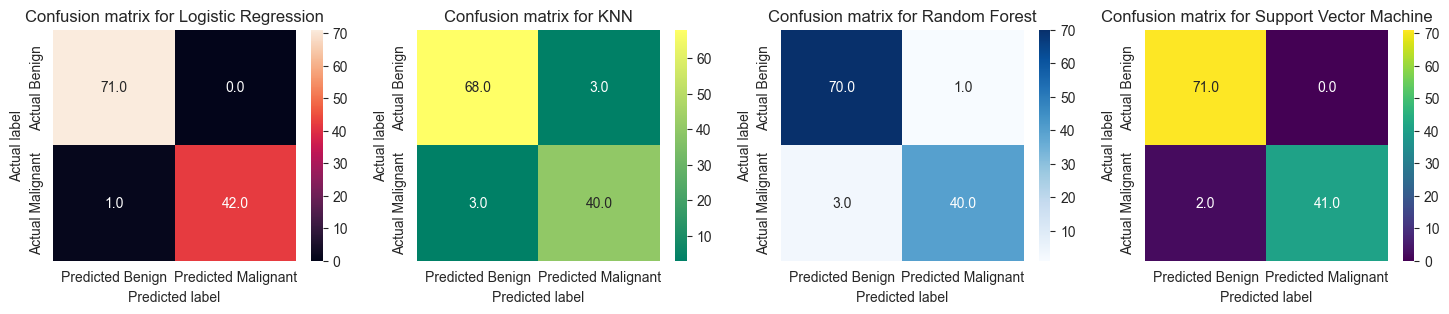 Confusion matrix for Logistic Regression
Actual label
Actual Benign
Actual Malignant
71.0
0.0
1.0
42.0
Predicted Benign
Predicted Malignant
Predicted label
70
60
50
40
30
20
10
0
Confusion matrix for KNN
Actual label
Actual Benign
Actual Malignant
68.0
3.0
3.0
40.0
Predicted Benign
Predicted Malignant
Predicted label
60
50
40
30
20
10
Confusion matrix for Random Forest
Actual label
Actual Benign
Actual Malignant
70.0
1.0
3.0
40.0
Predicted Benign
Predicted Malignant
Predicted label
70
60
50
40
30
20
10
Confusion matrix for Support Vector Machine
Actual label
Actual Benign
Actual Malignant
71.0
0.0
2.0
41.0
Predicted Benign
Predicted Malignant
Predicted label
70
60
50
40
30
20
10
0